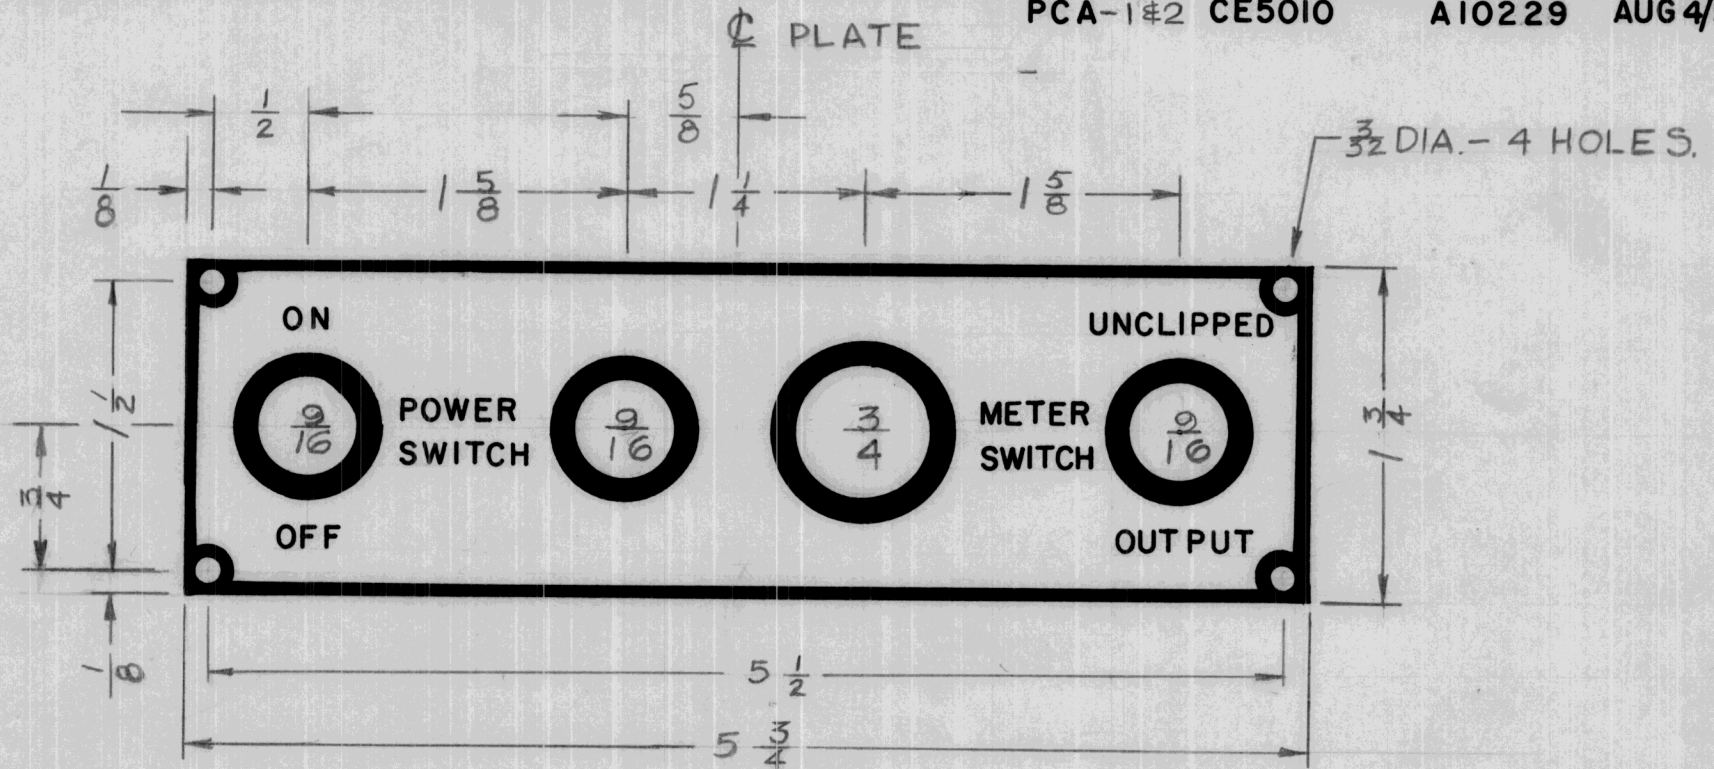 PCA-1&2 CE5010 A10229 AUG 4/
℄ PLATE
1/2
5/8
3/32 DIA.- 4 HOLES.
1/8
1 5/8
1 1/4
1 5/8
ON
UNCLIPPED
1 1/2
9/16
POWER
SWITCH
9/16
3/4
METER
SWITCH
9/16
1 3/4
3/4
OFF
OUTPUT
1/8
5 1/2
5 3/4